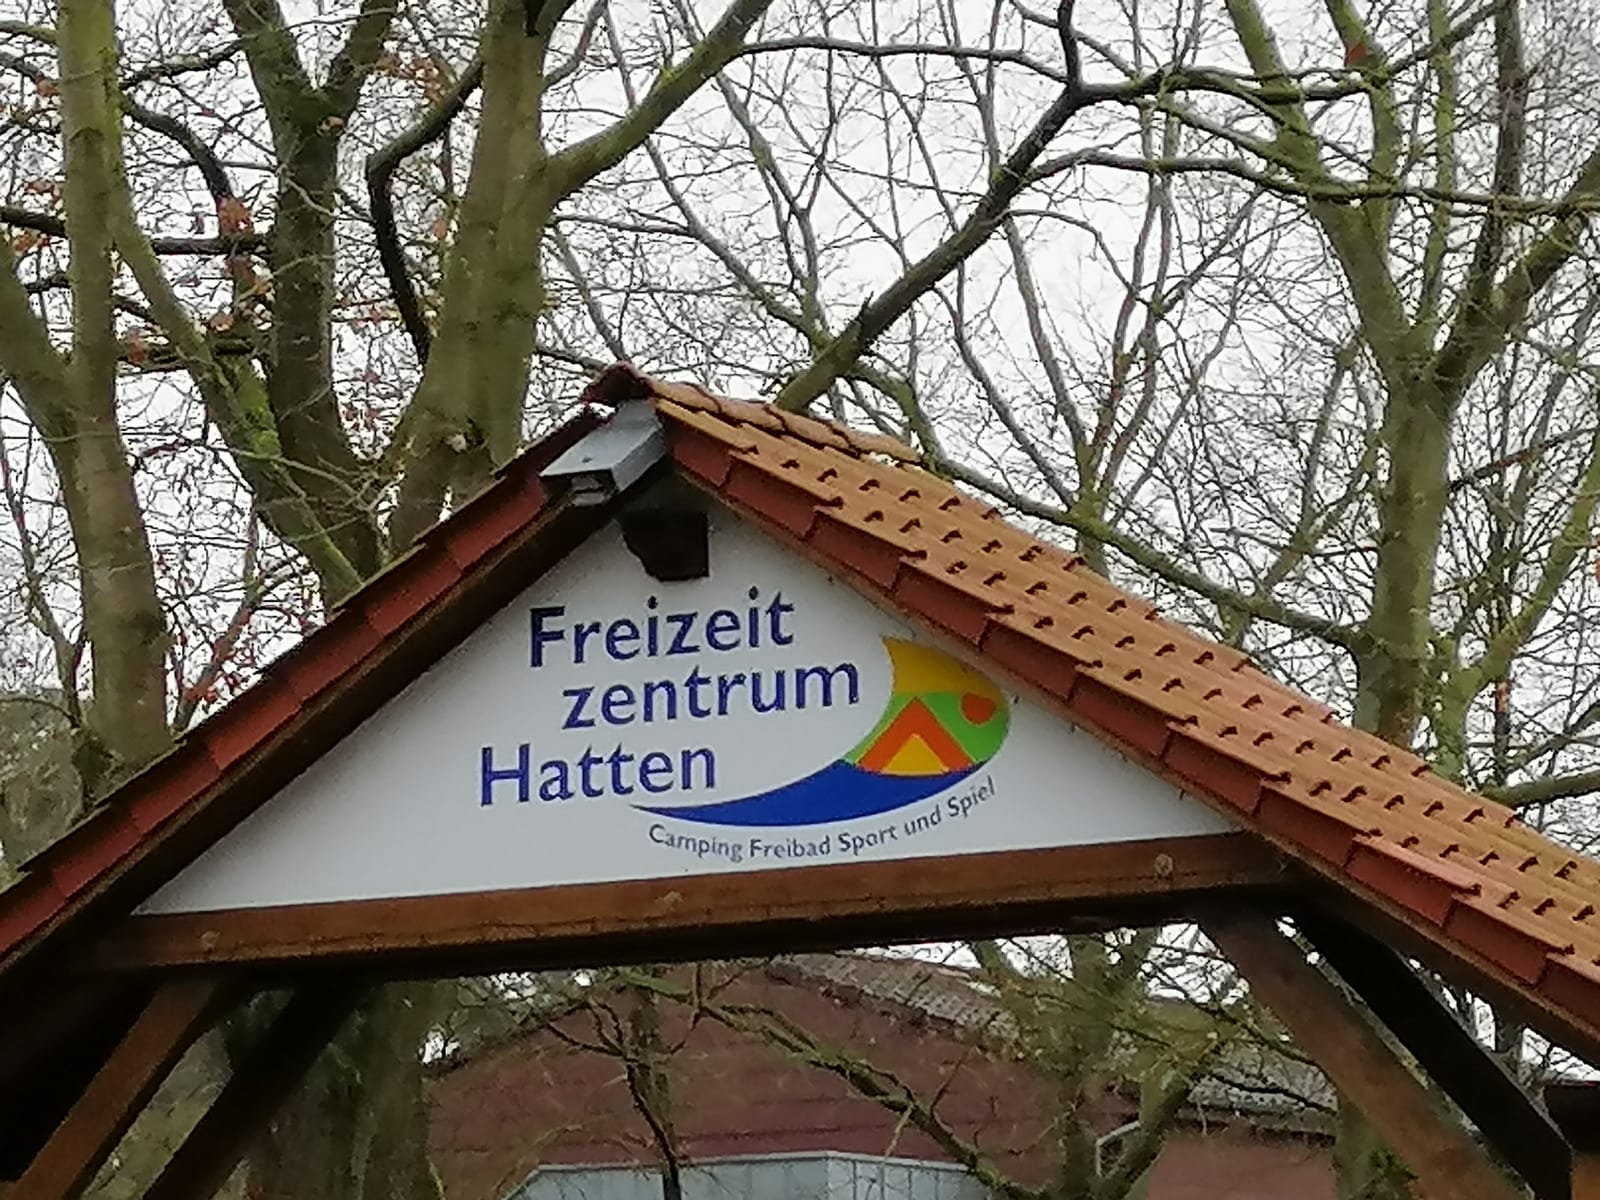 Freizeit
zentrum
Hatten
Camping Freibad Sport und Spiel